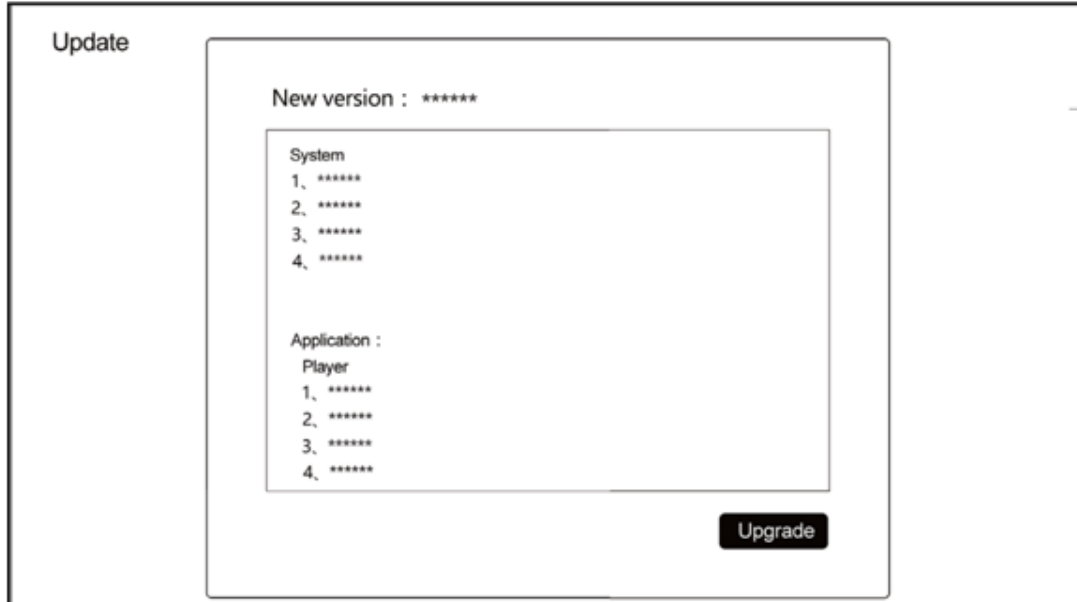 Update
New version： ******
System
1、******
2、******
3、******
4、******
Application：
Player
1、******
2、******
3、******
4、******
Upgrade